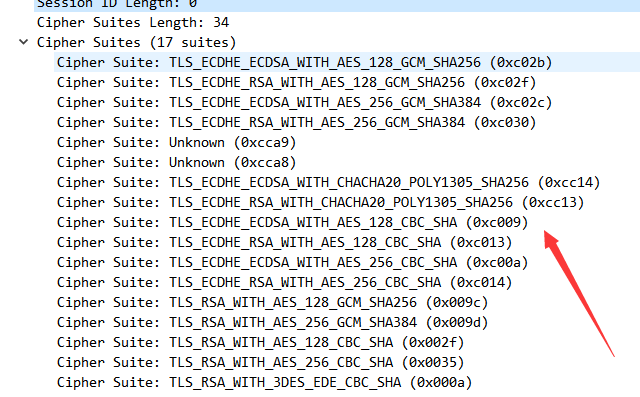 Session ID Length: 0
Cipher Suites Length: 34
Cipher Suites (17 suites)
Cipher Suite: TLS_ECDHE_ECDSA_WITH_AES_128_GCM_SHA256 (0xc02b)
Cipher Suite: TLS_ECDHE_RSA_WITH_AES_128_GCM_SHA256 (0xc02f)
Cipher Suite: TLS_ECDHE_ECDSA_WITH_AES_256_GCM_SHA384 (0xc02c)
Cipher Suite: TLS_ECDHE_RSA_WITH_AES_256_GCM_SHA384 (0xc030)
Cipher Suite: Unknown (0xcca9)
Cipher Suite: Unknown (0xcca8)
Cipher Suite: TLS_ECDHE_ECDSA_WITH_CHACHA20_POLY1305_SHA256 (0xcc14)
Cipher Suite: TLS_ECDHE_RSA_WITH_CHACHA20_POLY1305_SHA256 (0xcc13)
Cipher Suite: TLS_ECDHE_ECDSA_WITH_AES_128_CBC_SHA (0xc009)
Cipher Suite: TLS_ECDHE_RSA_WITH_AES_128_CBC_SHA (0xc013)
Cipher Suite: TLS_ECDHE_ECDSA_WITH_AES_256_CBC_SHA (0xc00a)
Cipher Suite: TLS_ECDHE_RSA_WITH_AES_256_CBC_SHA (0xc014)
Cipher Suite: TLS_RSA_WITH_AES_128_GCM_SHA256 (0x009c)
Cipher Suite: TLS_RSA_WITH_AES_256_GCM_SHA384 (0x009d)
Cipher Suite: TLS_RSA_WITH_AES_128_CBC_SHA (0x002f)
Cipher Suite: TLS_RSA_WITH_AES_256_CBC_SHA (0x0035)
Cipher Suite: TLS_RSA_WITH_3DES_EDE_CBC_SHA (0x000a)